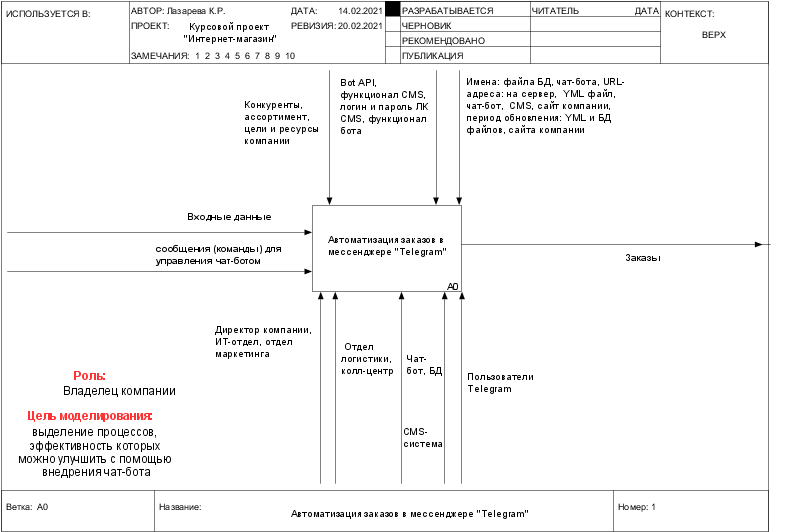 ИСПОЛЬЗУЕТСЯ В:
АВТОР: Лазарева К.Р.
ДАТА: 14.02.2021
РАЗРАБАТЫВАЕТСЯ
ЧИТАТЕЛЬ
ДАТА
КОНТЕКСТ:
ПРОЕКТ: Курсовой проект
"Интернет-магазин"
РЕВИЗИЯ: 20.02.2021
ЧЕРНОВИК
РЕКОМЕНДОВАНО
ВЕРХ
ЗАМЕЧАНИЯ: 1 2 3 4 5 6 7 8 9 10
ПУБЛИКАЦИЯ
Конкуренты,
ассортимент,
цели и ресурсы
компании
Bot API,
функционал CMS,
логин и пароль ЛК
CMS, функционал
бота
Имена: файла БД, чат-бота, URL-
адреса: на сервер, YML файл,
чат-бот, CMS, сайт компании,
период обновления: YML и БД
файлов, сайта компании
Входные данные
сообщения (команды) для
управления чат-ботом
Автоматизация заказов в
мессенджере "Telegram"
A0
Заказы
Директор компании,
ИТ-отдел, отдел
маркетинга
Отдел
логистики,
колл-центр
Чат-
бот, БД
Пользователи
Telegram
CMS-
система
Роль:
Владелец компании
Цель моделирования:
выделение процессов,
эффективность которых
можно улучшить с помощью
внедрения чат-бота
Ветка: A0
Название:
Автоматизация заказов в мессенджере "Telegram"
Номер: 1